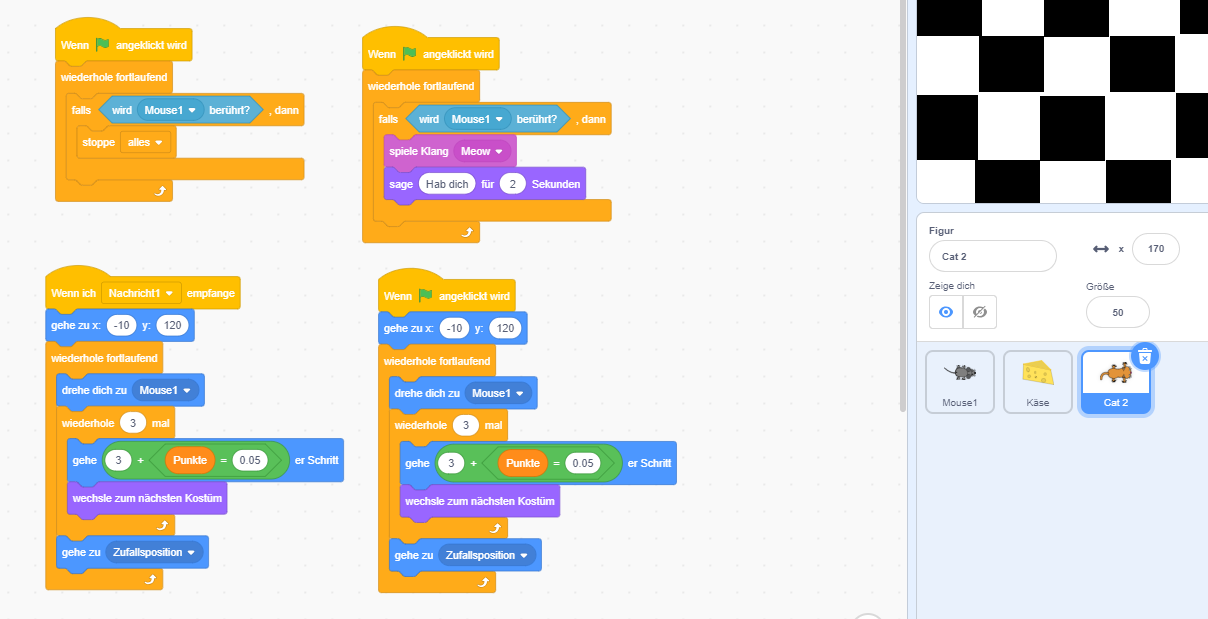 Wenn angeklickt wird
wiederhole fortlaufend
falls wird Mouse1 berührt? , dann
stoppe alles
Wenn angeklickt wird
wiederhole fortlaufend
falls wird Mouse1 berührt? , dann
spiele Klang Meow
sage Hab dich für 2 Sekunden
Wenn ich Nachricht1 empfange
gehe zu x: -10 y: 120
wiederhole fortlaufend
drehe dich zu Mouse1
wiederhole 3 mal
gehe 3 + Punkte = 0.05 er Schritt
wechsle zum nächsten Kostüm
gehe zu Zufallsposition
Wenn angeklickt wird
gehe zu x: -10 y: 120
wiederhole fortlaufend
drehe dich zu Mouse1
wiederhole 3 mal
gehe 3 + Punkte = 0.05 er Schritt
wechsle zum nächsten Kostüm
gehe zu Zufallsposition
Figur
Cat 2 x 170
Zeige dich Größe
50
Mouse1 Käse Cat 2